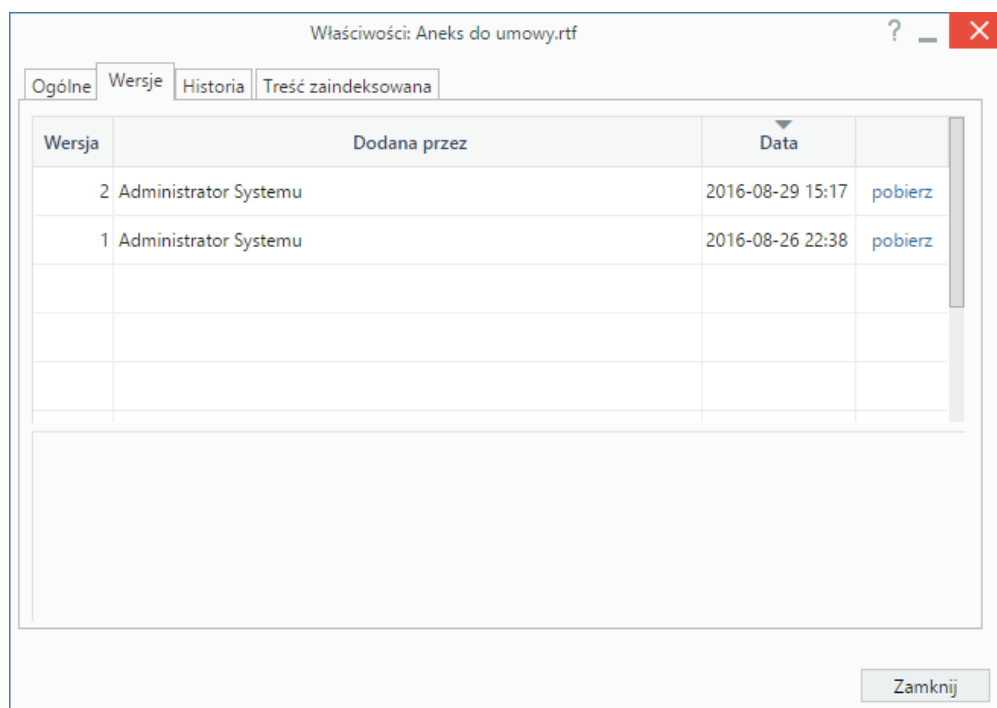 Właściwości: Aneks do umowy.rtf ?
Ogólne Wersje Historia Treść zaindeksowana
Wersja Dodana przez Data
2 Administrator Systemu 2016-08-29 15:17 pobierz
1 Administrator Systemu 2016-08-26 22:38 pobierz
Zamknij